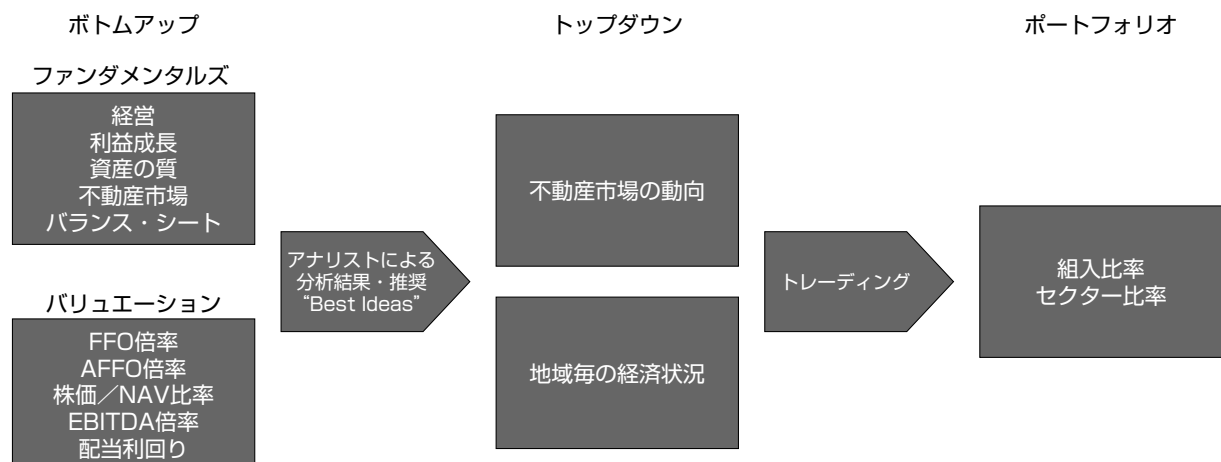 ボトムアップ
トップダウン
ポートフォリオ
ファンダメンタルズ
経営
利益成長
資産の質
不動産市場
バランス・シート
バリュエーション
FFO倍率
AFFO倍率
株価／NAV比率
EBITDA倍率
配当利回り
アナリストによる
分析結果・推奨
“Best Ideas”
不動産市場の動向
地域毎の経済状況
トレーディング
組入比率
セクター比率